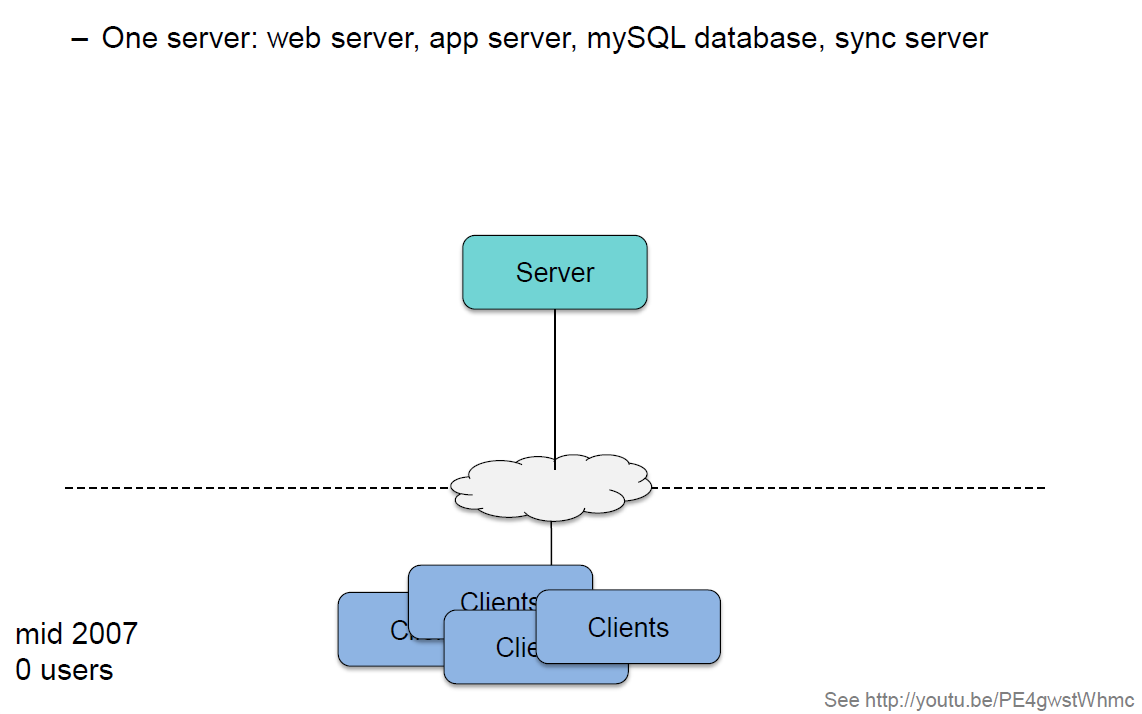 – One server: web server, app server, mySQL database, sync server
Server
Clients
Clients
mid 2007
0 users
See http://youtu.be/PE4gwstWhmc